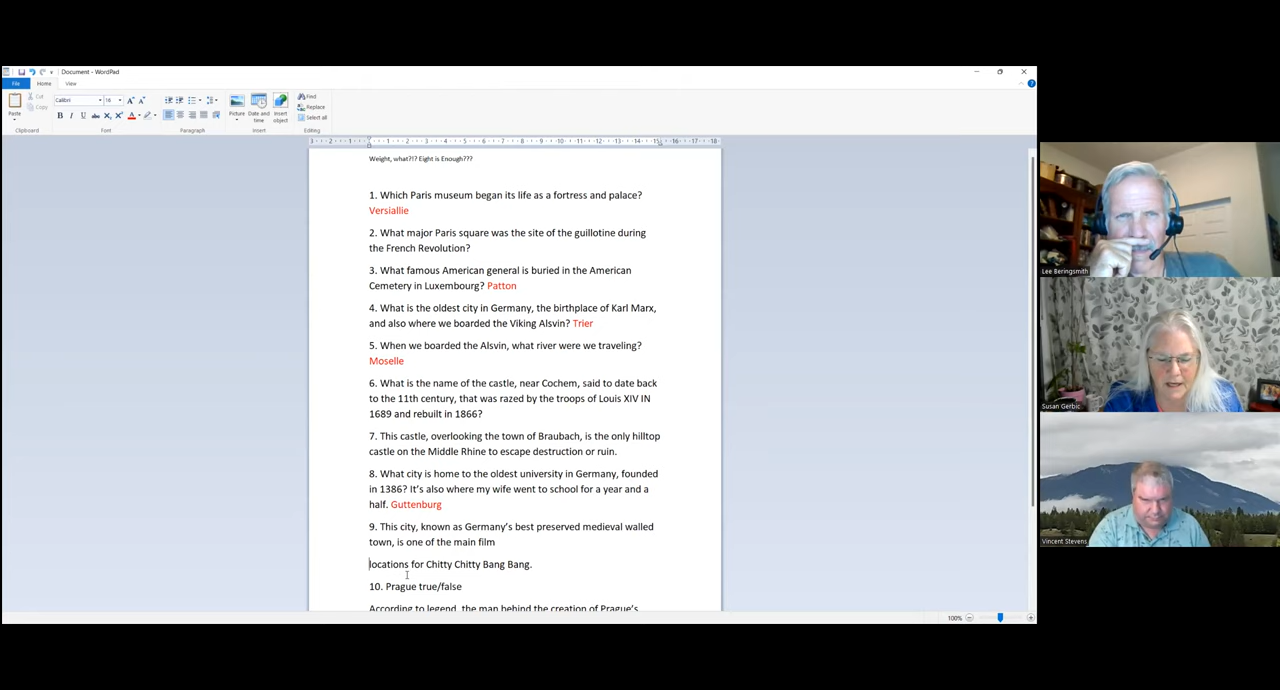 Document - WordPad
File
Home
View
Paste
Cut
Copy
Calibri
16
Picture
Date and time
Insert object
Find
Replace
Select all
Clipboard
Font
Paragraph
Insert
Editing
Weight, what?!? Eight is Enough???
1. Which Paris museum began its life as a fortress and palace?
Versiallie
2. What major Paris square was the site of the guillotine during
the French Revolution?
3. What famous American general is buried in the American
Cemetery in Luxembourg? Patton
4. What is the oldest city in Germany, the birthplace of Karl Marx,
and also where we boarded the Viking Alsvin? Trier
5. When we boarded the Alsvin, what river were we traveling?
Moselle
6. What is the name of the castle, near Cochem, said to date back
to the 11th century, that was razed by the troops of Louis XIV IN
1689 and rebuilt in 1866?
7. This castle, overlooking the town of Braubach, is the only hilltop
castle on the Middle Rhine to escape destruction or ruin.
8. What city is home to the oldest university in Germany, founded
in 1386? It's also where my wife went to school for a year and a
half. Guttenburg
9. This city, known as Germany's best preserved medieval walled
town, is one of the main film
locations for Chitty Chitty Bang Bang.
10. Prague true/false
According to legend, the man behind the creation of Prague's
100%
Lee Beringsmith
Susan Gerbic
Vincent Stevens